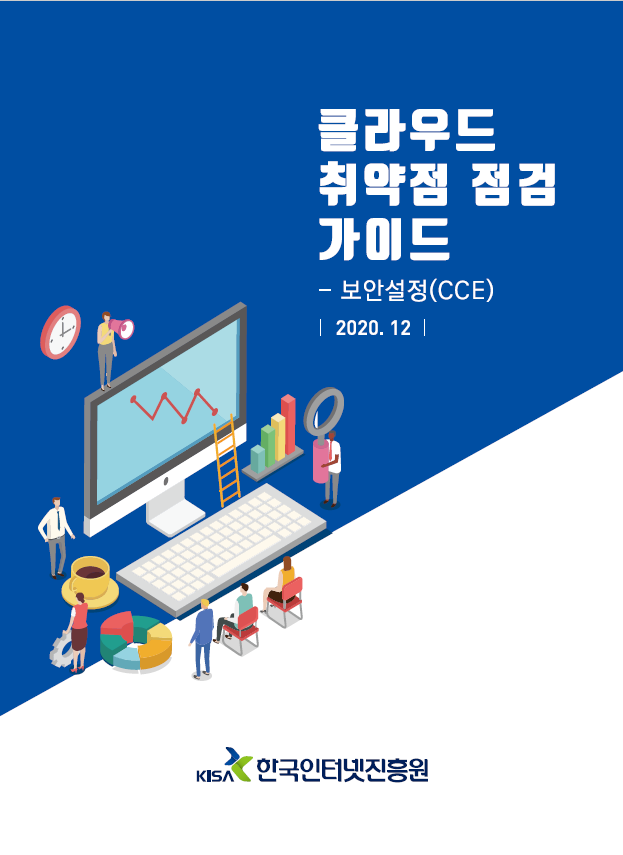 클라우드
취약점 점검
가이드
– 보안설정(CCE)
| 2020. 12 |
KISA 한국인터넷진흥원